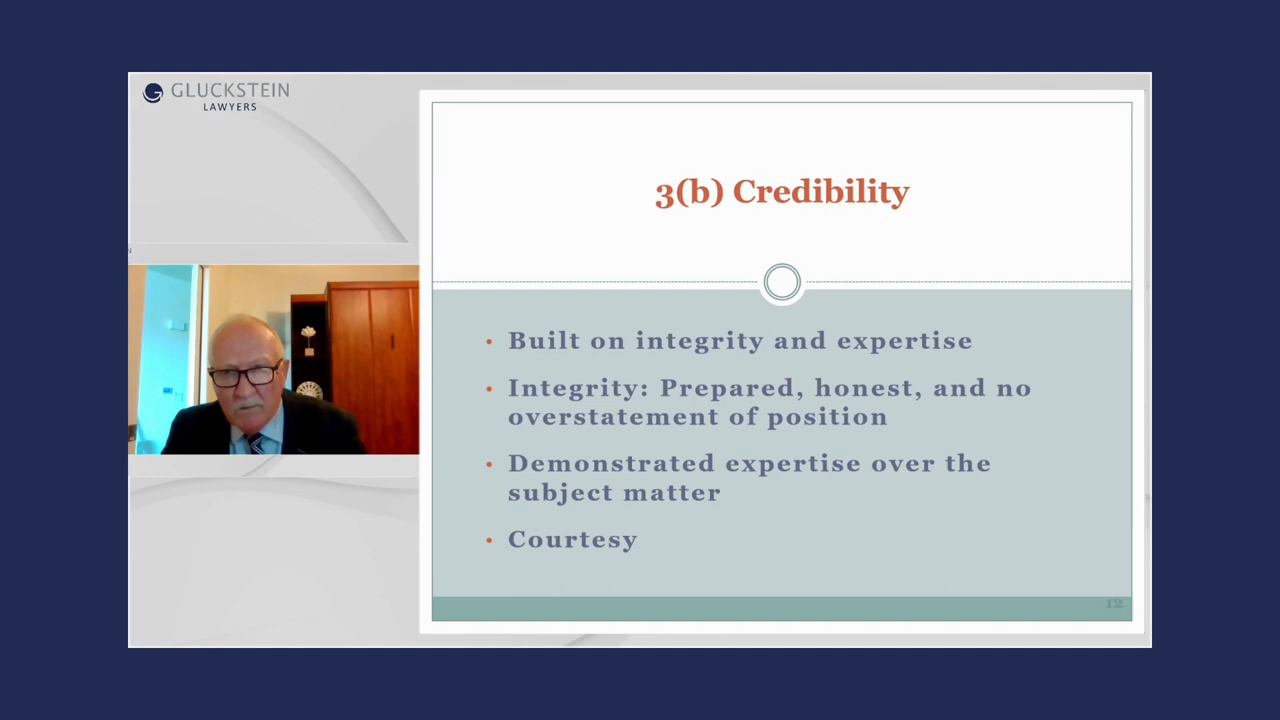 GLUCKSTEIN
LAWYERS
3(b) Credibility
• Built on integrity and expertise
• Integrity: Prepared, honest, and no
overstatement of position
• Demonstrated expertise over the
subject matter
• Courtesy
12